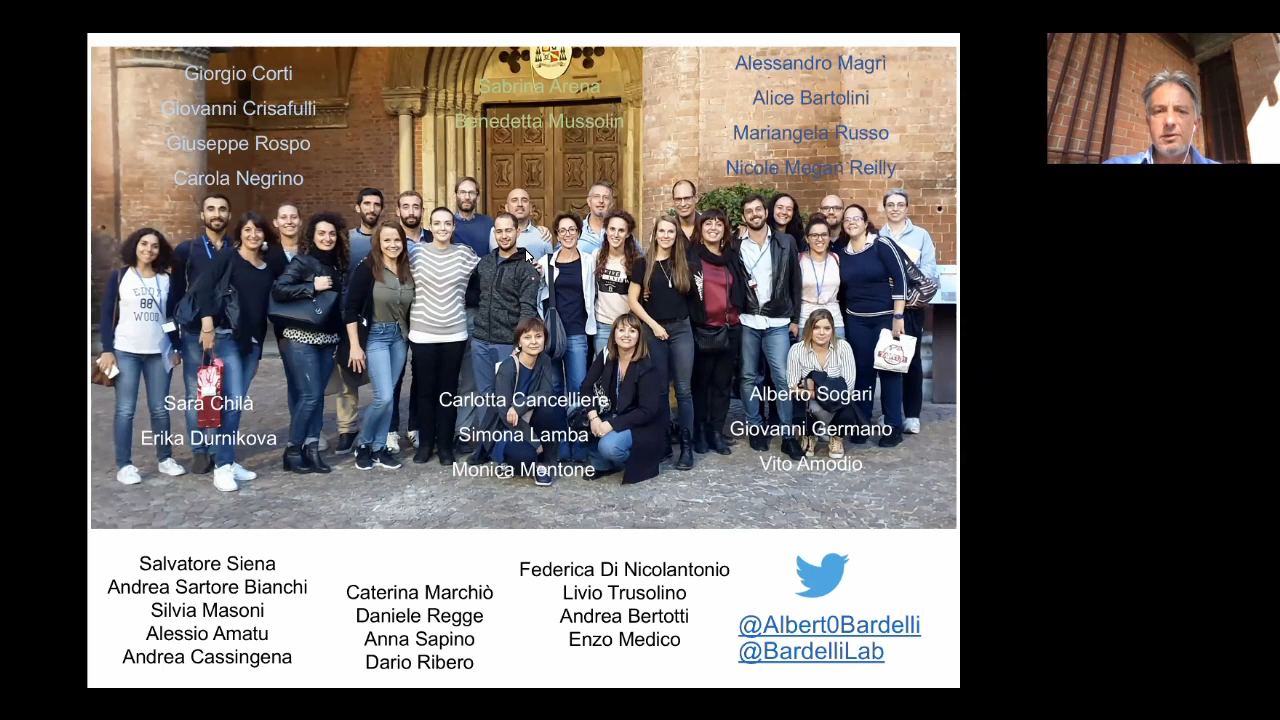 Giorgio Corti
Giovanni Crisafulli
Giuseppe Rospo
Carola Negrino
Sabrina Arena
Benedetta Mussolin
Alessandro Magrì
Alice Bartolini
Mariangela Russo
Nicole Megan Reilly
EDDY
88
WOOD
Sara Chilà
Erika Durnikova
Carlotta Cancelliere
Simona Lamba
Monica Montone
Alberto Sogari
Giovanni Germano
Vito Amodio
Salvatore Siena
Andrea Sartore Bianchi
Silvia Masoni
Alessio Amatu
Andrea Cassingena
Caterina Marchiò
Daniele Regge
Anna Sapino
Dario Ribero
Federica Di Nicolantonio
Livio Trusolino
Andrea Bertotti
Enzo Medico
@Albert0Bardelli
@BardelliLab